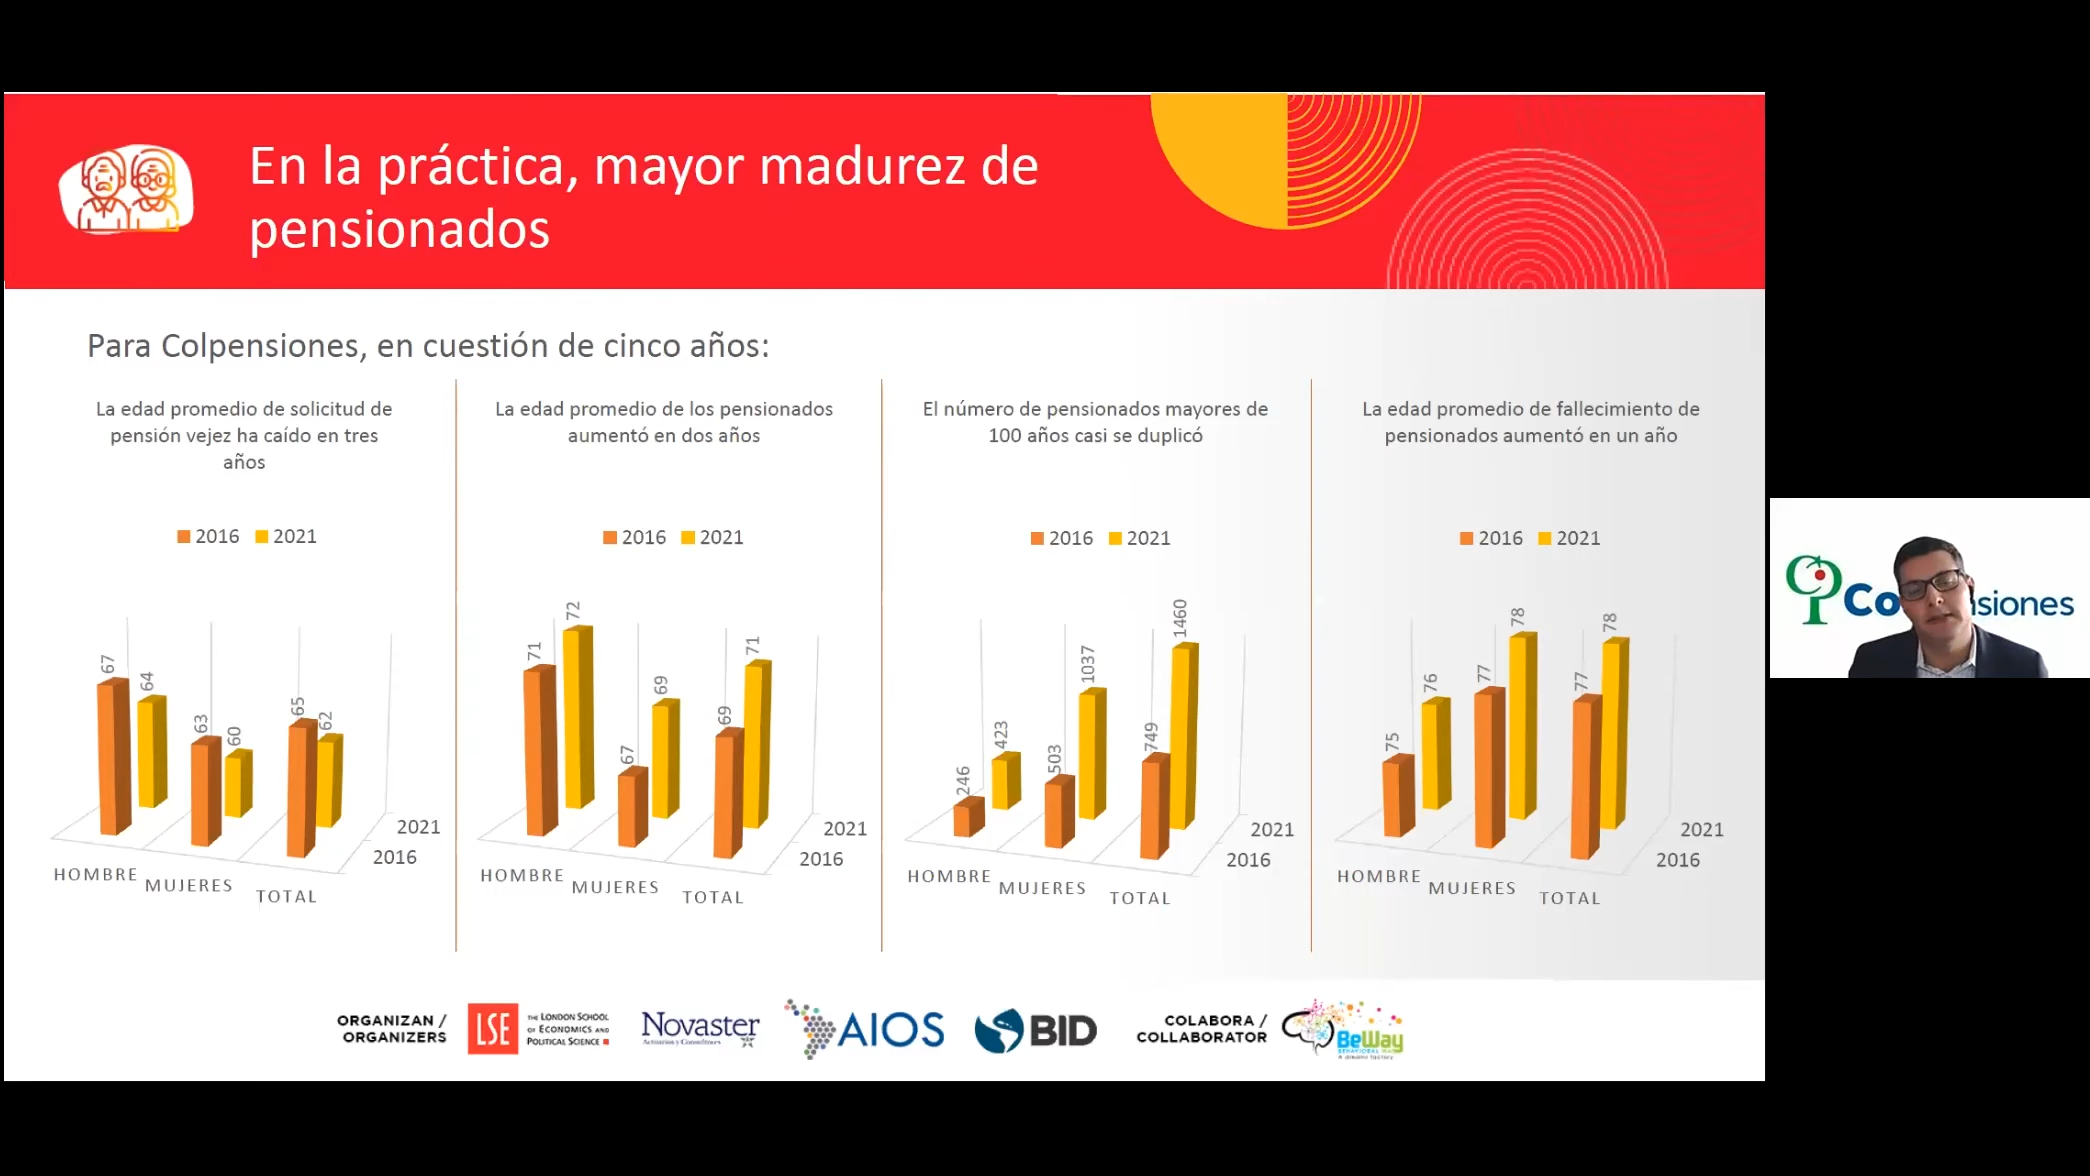 En la práctica, mayor madurez de
pensionados
Para Colpensiones, en cuestión de cinco años:
La edad promedio de solicitud de
pensión vejez ha caído en tres
años
2016 2021
67
64
63
60
65
62
2021
2016
HOMBRE
MUJERES
TOTAL
La edad promedio de los pensionados
aumentó en dos años
2016 2021
71
72
67
69
69
71
2021
2016
HOMBRE
MUJERES
TOTAL
El número de pensionados mayores de
100 años casi se duplicó
2016 2021
246
423
503
1037
749
1460
2021
2016
HOMBRE
MUJERES
TOTAL
La edad promedio de fallecimiento de
pensionados aumentó en un año
2016 2021
75
76
77
78
77
78
2021
2016
HOMBRE
MUJERES
TOTAL
Co siones
ORGANIZAN /
ORGANIZERS
LSE
THE LONDON SCHOOL
OF ECONOMICS AND
POLITICAL SCIENCE
Novaster
Actuarios y Consultores
AIOS
BID
COLABORA /
COLLABORATOR
BeWay